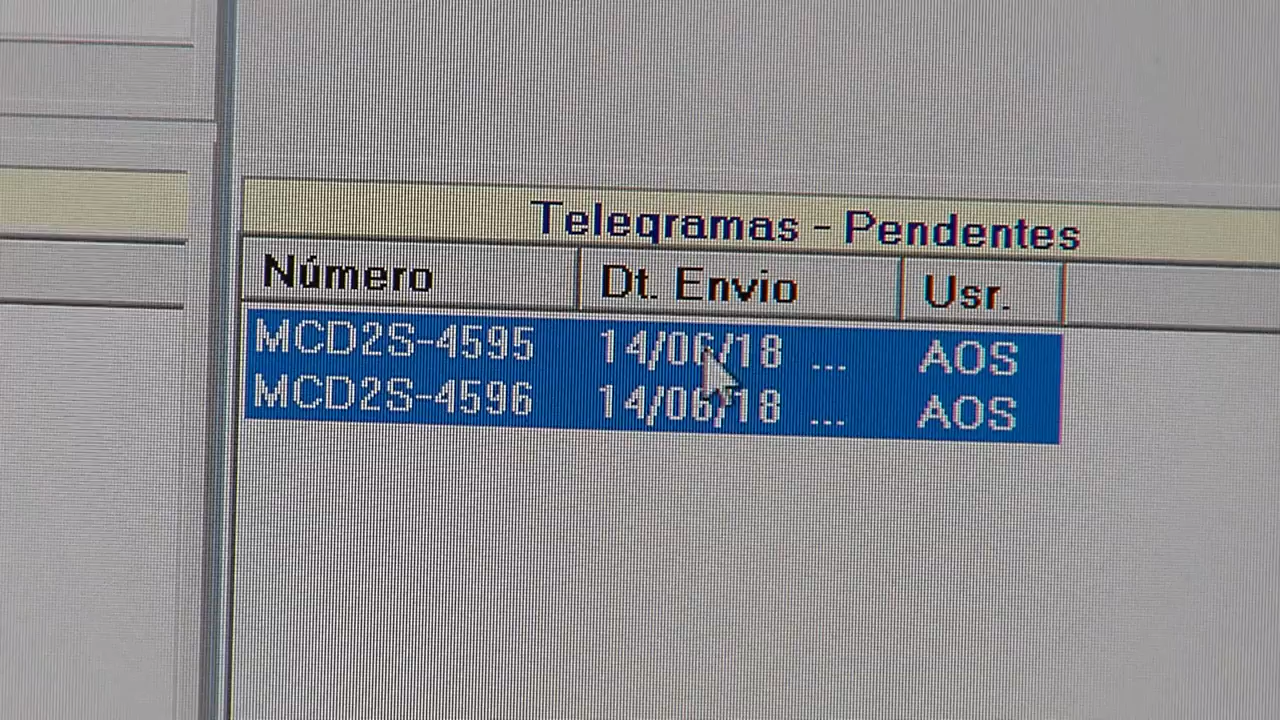 Telegramas - Pendentes
Número Dt. Envio Usr.
MCD2S-4595 14/06/18 ... AOS
MCD2S-4596 14/06/18 ... AOS